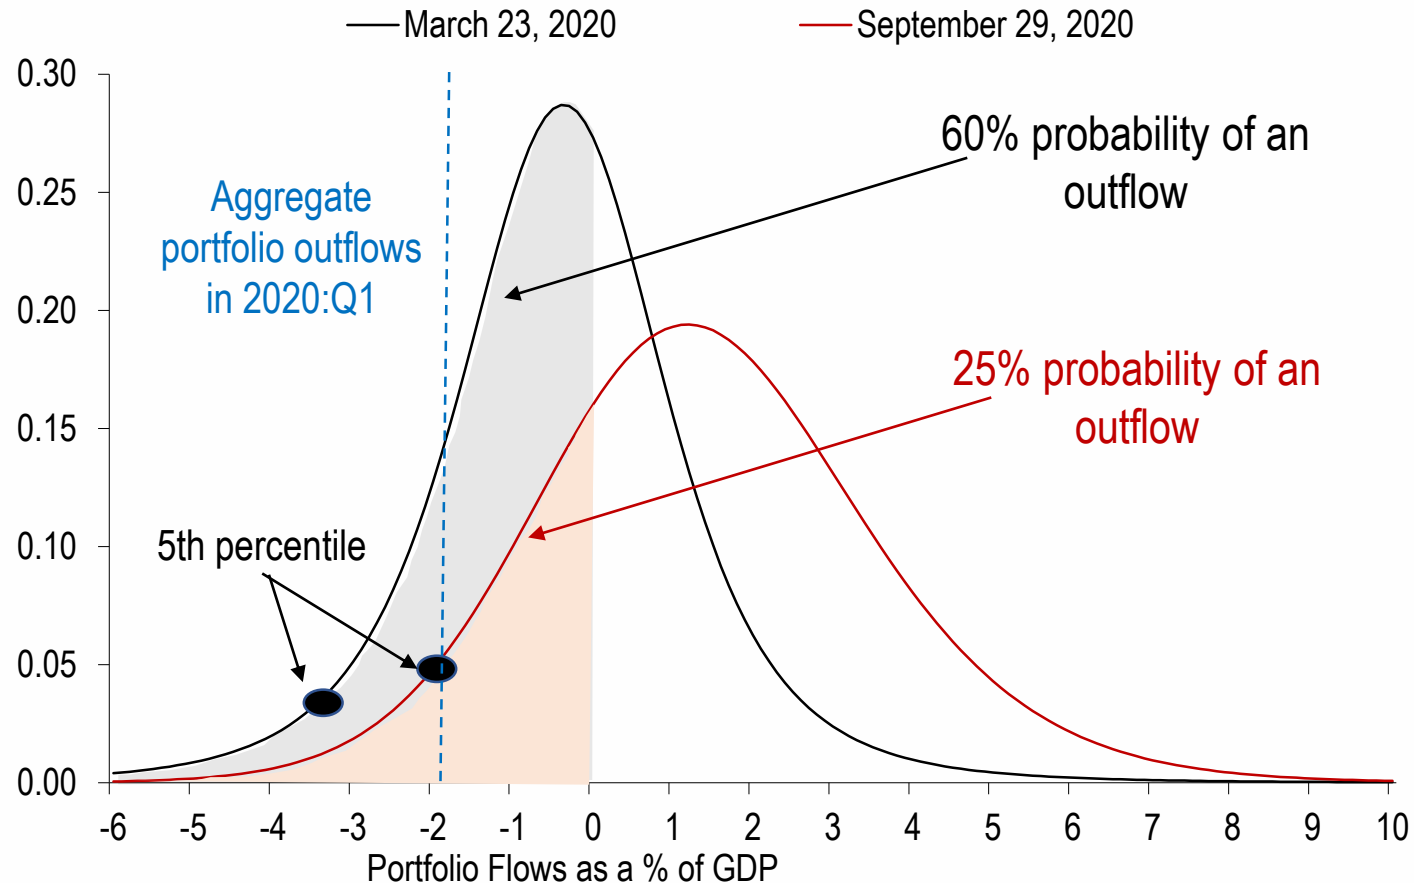 March 23, 2020
September 29, 2020
0.30
0.25
0.20
0.15
0.10
0.05
0.00
60% probability of an
outflow
Aggregate
portfolio outflows
in 2020:Q1
25% probability of an
outflow
5th percentile
-6 -5 -4 -3 -2 -1 0 1 2 3 4 5 6 7 8 9 10
Portfolio Flows as a % of GDP